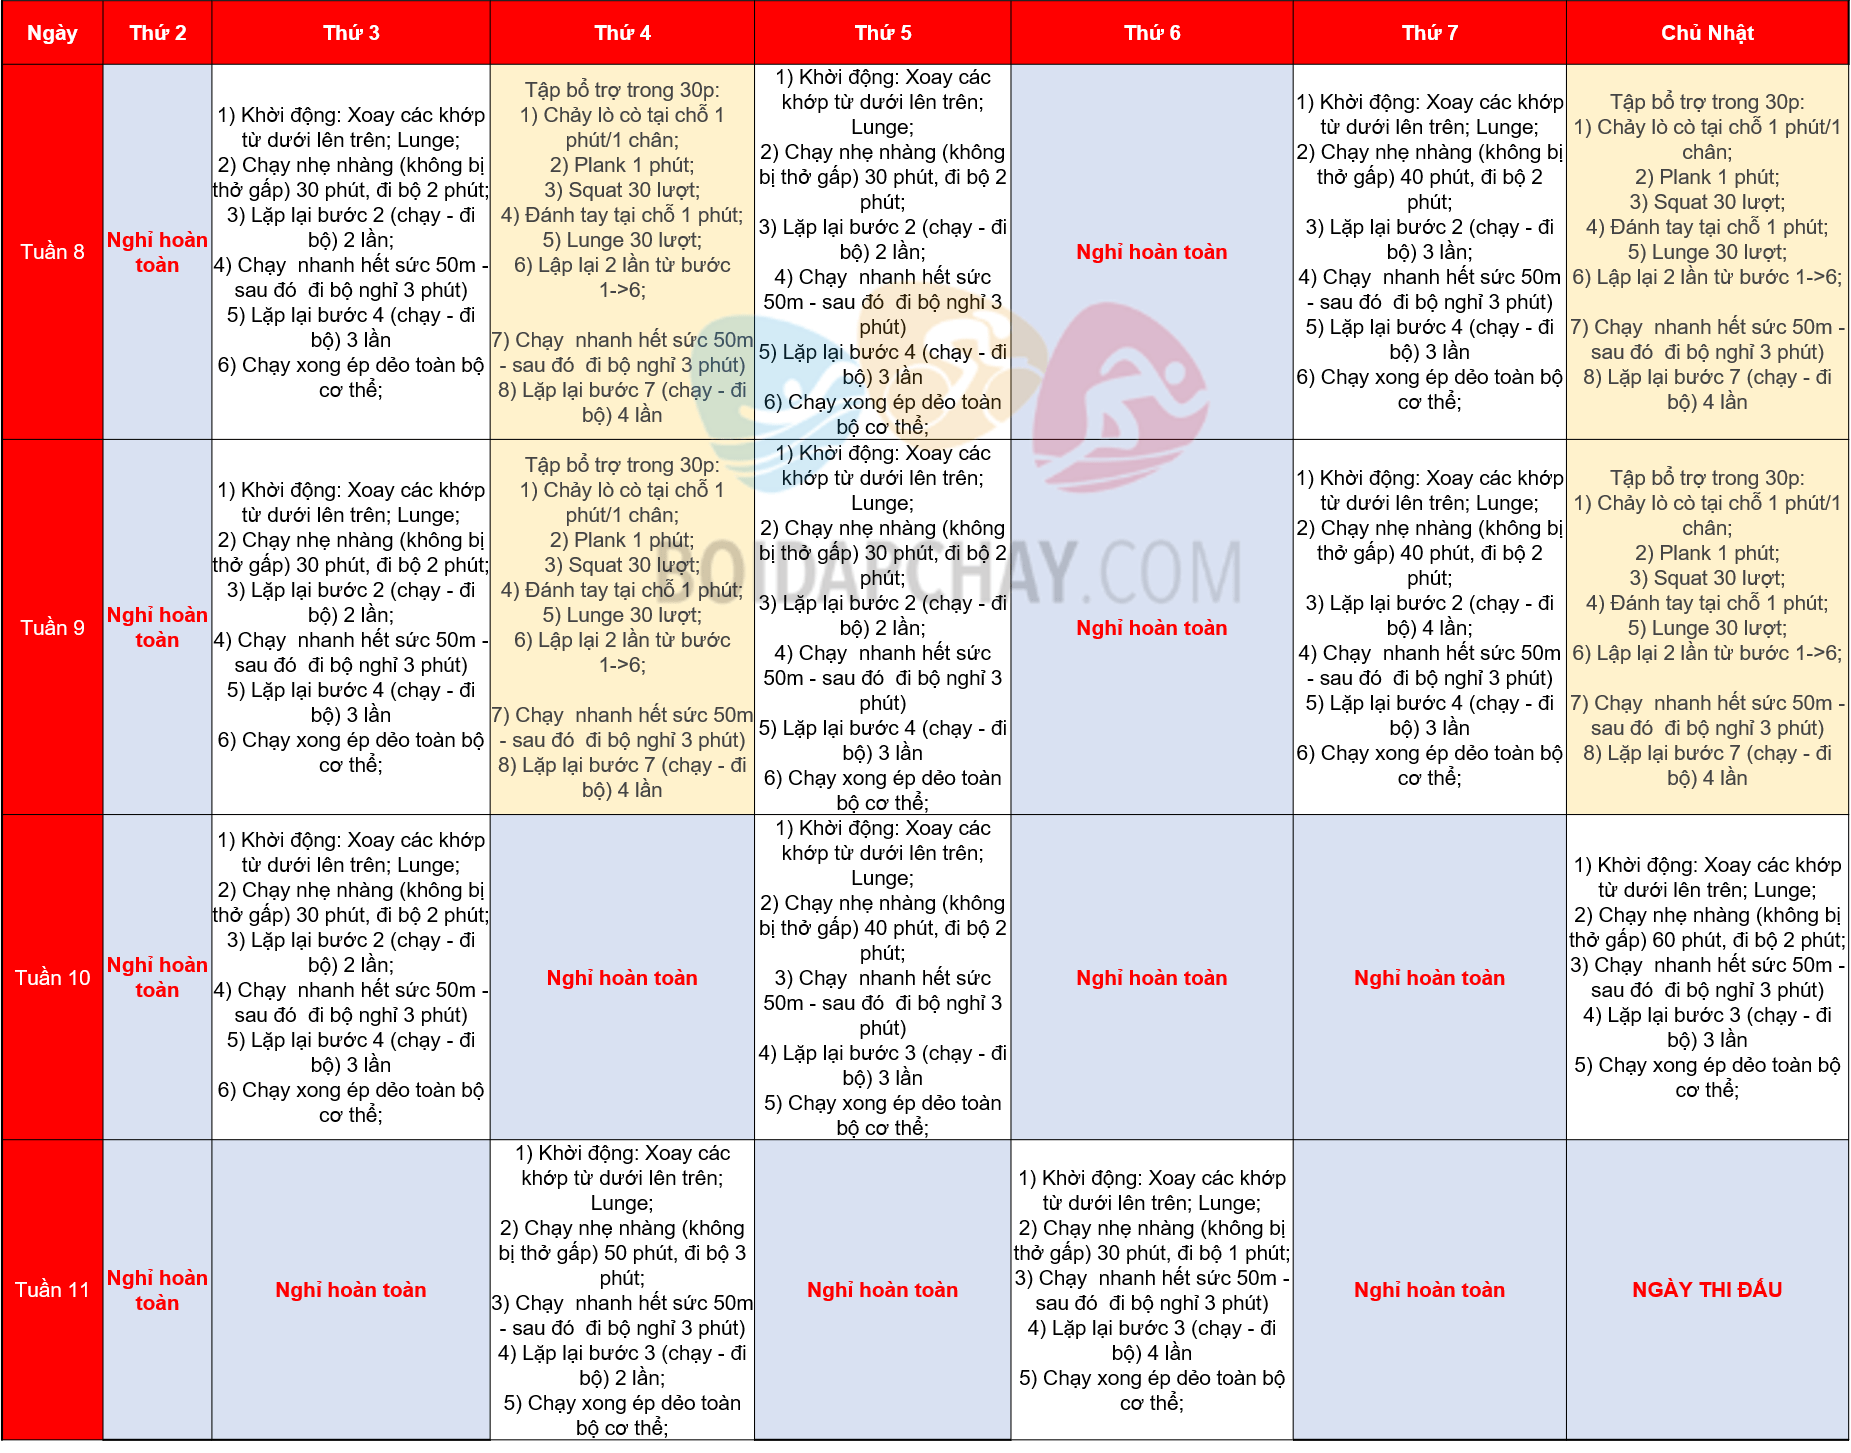 Ngày
Thứ 2
Thứ 3
Thứ 4
Thứ 5
Thứ 6
Thứ 7
Chủ Nhật
Tuần 8
Nghỉ hoàn
toàn
1) Khởi động: Xoay các khớp
từ dưới lên trên; Lunge;
2) Chạy nhẹ nhàng (không bị
thở gấp) 30 phút, đi bộ 2 phút;
3) Lặp lại bước 2 (chạy - đi
bộ) 2 lần;
4) Chạy  nhanh hết sức 50m -
sau đó  đi bộ nghỉ 3 phút)
5) Lặp lại bước 4 (chạy - đi
bộ) 3 lần
6) Chạy xong ép dẻo toàn bộ
cơ thể;
Tập bổ trợ trong 30p:
1) Chảy lò cò tại chỗ 1
phút/1 chân;
2) Plank 1 phút;
3) Squat 30 lượt;
4) Đánh tay tại chỗ 1 phút;
5) Lunge 30 lượt;
6) Lập lại 2 lần từ bước
1->6;
7) Chạy  nhanh hết sức 50m
- sau đó  đi bộ nghỉ 3 phút)
8) Lặp lại bước 7 (chạy - đi
bộ) 4 lần
1) Khởi động: Xoay các
khớp từ dưới lên trên;
Lunge;
2) Chạy nhẹ nhàng (không
bị thở gấp) 30 phút, đi bộ 2
phút;
3) Lặp lại bước 2 (chạy - đi
bộ) 2 lần;
4) Chạy  nhanh hết sức
50m - sau đó  đi bộ nghỉ 3
phút)
5) Lặp lại bước 4 (chạy - đi
bộ) 3 lần
6) Chạy xong ép dẻo toàn
bộ cơ thể;
Nghỉ hoàn toàn
1) Khởi động: Xoay các khớp
từ dưới lên trên; Lunge;
2) Chạy nhẹ nhàng (không bị
thở gấp) 40 phút, đi bộ 2
phút;
3) Lặp lại bước 2 (chạy - đi
bộ) 3 lần;
4) Chạy  nhanh hết sức 50m
- sau đó  đi bộ nghỉ 3 phút)
5) Lặp lại bước 4 (chạy - đi
bộ) 3 lần
6) Chạy xong ép dẻo toàn bộ
cơ thể;
Tập bổ trợ trong 30p:
1) Chảy lò cò tại chỗ 1 phút/1
chân;
2) Plank 1 phút;
3) Squat 30 lượt;
4) Đánh tay tại chỗ 1 phút;
5) Lunge 30 lượt;
6) Lập lại 2 lần từ bước 1->6;
7) Chạy  nhanh hết sức 50m -
sau đó  đi bộ nghỉ 3 phút)
8) Lặp lại bước 7 (chạy - đi
bộ) 4 lần
Tuần 9
Nghỉ hoàn
toàn
1) Khởi động: Xoay các khớp
từ dưới lên trên; Lunge;
2) Chạy nhẹ nhàng (không bị
thở gấp) 30 phút, đi bộ 2 phút;
3) Lặp lại bước 2 (chạy - đi
bộ) 2 lần;
4) Chạy  nhanh hết sức 50m -
sau đó  đi bộ nghỉ 3 phút)
5) Lặp lại bước 4 (chạy - đi
bộ) 3 lần
6) Chạy xong ép dẻo toàn bộ
cơ thể;
Tập bổ trợ trong 30p:
1) Chảy lò cò tại chỗ 1
phút/1 chân;
2) Plank 1 phút;
3) Squat 30 lượt;
4) Đánh tay tại chỗ 1 phút;
5) Lunge 30 lượt;
6) Lập lại 2 lần từ bước
1->6;
7) Chạy  nhanh hết sức 50m
- sau đó  đi bộ nghỉ 3 phút)
8) Lặp lại bước 7 (chạy - đi
bộ) 4 lần
1) Khởi động: Xoay các
khớp từ dưới lên trên;
Lunge;
2) Chạy nhẹ nhàng (không
bị thở gấp) 30 phút, đi bộ 2
phút;
3) Lặp lại bước 2 (chạy - đi
bộ) 2 lần;
4) Chạy  nhanh hết sức
50m - sau đó  đi bộ nghỉ 3
phút)
5) Lặp lại bước 4 (chạy - đi
bộ) 3 lần
6) Chạy xong ép dẻo toàn
bộ cơ thể;
Nghỉ hoàn toàn
1) Khởi động: Xoay các khớp
từ dưới lên trên; Lunge;
2) Chạy nhẹ nhàng (không bị
thở gấp) 40 phút, đi bộ 2
phút;
3) Lặp lại bước 2 (chạy - đi
bộ) 4 lần;
4) Chạy  nhanh hết sức 50m
- sau đó  đi bộ nghỉ 3 phút)
5) Lặp lại bước 4 (chạy - đi
bộ) 3 lần
6) Chạy xong ép dẻo toàn bộ
cơ thể;
Tập bổ trợ trong 30p:
1) Chảy lò cò tại chỗ 1 phút/1
chân;
2) Plank 1 phút;
3) Squat 30 lượt;
4) Đánh tay tại chỗ 1 phút;
5) Lunge 30 lượt;
6) Lập lại 2 lần từ bước 1->6;
7) Chạy  nhanh hết sức 50m -
sau đó  đi bộ nghỉ 3 phút)
8) Lặp lại bước 7 (chạy - đi
bộ) 4 lần
BOIDAPCHAY.COM
Tuần 10
Nghỉ hoàn
toàn
1) Khởi động: Xoay các khớp
từ dưới lên trên; Lunge;
2) Chạy nhẹ nhàng (không bị
thở gấp) 30 phút, đi bộ 2 phút;
3) Lặp lại bước 2 (chạy - đi
bộ) 2 lần;
4) Chạy  nhanh hết sức 50m -
sau đó  đi bộ nghỉ 3 phút)
5) Lặp lại bước 4 (chạy - đi
bộ) 3 lần
6) Chạy xong ép dẻo toàn bộ
cơ thể;
Nghỉ hoàn toàn
1) Khởi động: Xoay các
khớp từ dưới lên trên;
Lunge;
2) Chạy nhẹ nhàng (không
bị thở gấp) 40 phút, đi bộ 2
phút;
3) Chạy  nhanh hết sức
50m - sau đó  đi bộ nghỉ 3
phút)
4) Lặp lại bước 3 (chạy - đi
bộ) 3 lần
5) Chạy xong ép dẻo toàn
bộ cơ thể;
Nghỉ hoàn toàn
Nghỉ hoàn toàn
1) Khởi động: Xoay các khớp
từ dưới lên trên; Lunge;
2) Chạy nhẹ nhàng (không bị
thở gấp) 60 phút, đi bộ 2 phút;
3) Chạy  nhanh hết sức 50m -
sau đó  đi bộ nghỉ 3 phút)
4) Lặp lại bước 3 (chạy - đi
bộ) 3 lần
5) Chạy xong ép dẻo toàn bộ
cơ thể;
Tuần 11
Nghỉ hoàn
toàn
Nghỉ hoàn toàn
1) Khởi động: Xoay các
khớp từ dưới lên trên;
Lunge;
2) Chạy nhẹ nhàng (không
bị thở gấp) 50 phút, đi bộ 3
phút;
3) Chạy  nhanh hết sức 50m
- sau đó  đi bộ nghỉ 3 phút)
4) Lặp lại bước 3 (chạy - đi
bộ) 2 lần;
5) Chạy xong ép dẻo toàn
bộ cơ thể;
Nghỉ hoàn toàn
1) Khởi động: Xoay các khớp
từ dưới lên trên; Lunge;
2) Chạy nhẹ nhàng (không bị
thở gấp) 30 phút, đi bộ 1 phút;
3) Chạy  nhanh hết sức 50m -
sau đó  đi bộ nghỉ 3 phút)
4) Lặp lại bước 3 (chạy - đi
bộ) 4 lần
5) Chạy xong ép dẻo toàn bộ
cơ thể;
Nghỉ hoàn toàn
NGÀY THI ĐẤU